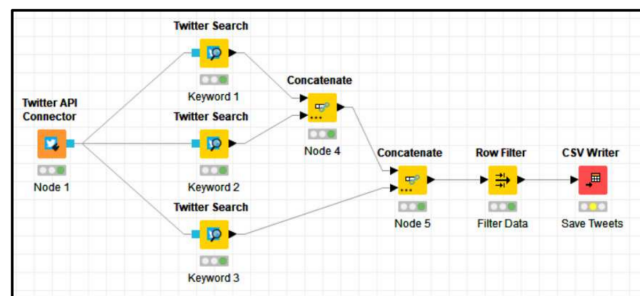 Twitter Search
Keyword 1
Concatenate
Node 4
Twitter API
Connector
Node 1
Twitter Search
Keyword 2
Concatenate
Node 5
Row Filter
Filter Data
CSV Writer
Save Tweets
Twitter Search
Keyword 3